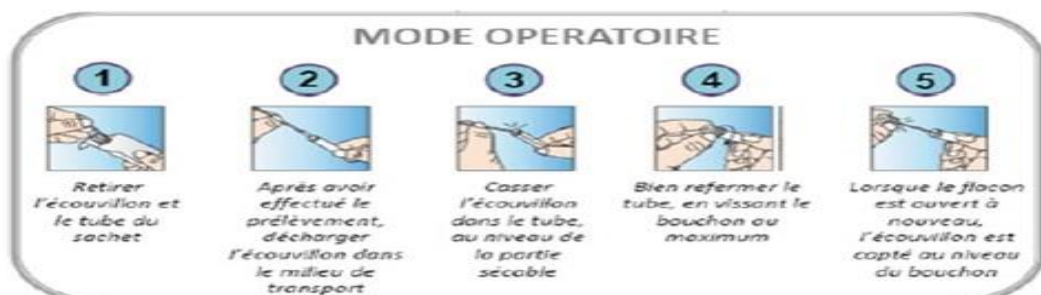 MODE OPERATOIRE
1
2
3
4
5
Retirer
l'écouvillon et
le tube du
sachet
Après avoir
effectué le
prélèvement,
décharger
l'écouvillon dans
le milieu de
transport
Casser
l'écouvillon
dans le tube,
au niveau de
la partie
sécable
Bien refermer le
tube, en vissant le
bouchon au
maximum
Lorsque le flacon
est ouvert à
nouveau,
l'écouvillon est
capté au niveau
du bouchon